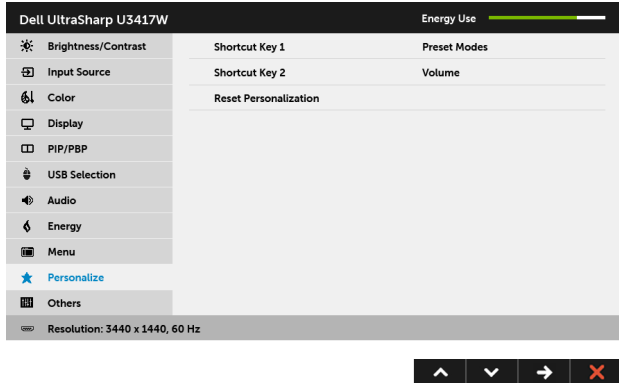 Dell UltraSharp U3417W Energy Use
Brightness/Contrast Shortcut Key 1 Preset Modes
Input Source Shortcut Key 2 Volume
Color Reset Personalization
Display
PIP/PBP
USB Selection
Audio
Energy
Menu
Personalize
Others
Resolution: 3440 x 1440, 60 Hz